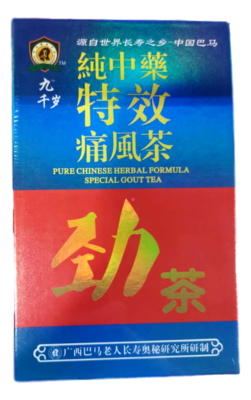 源自世界长寿之乡-中国巴马
TM
九千岁
純中藥
特效
痛風茶
PURE CHINESE HERBAL FORMULA
SPECIAL GOUT TEA
劲茶
广西巴马老人长寿奥秘研究所研制